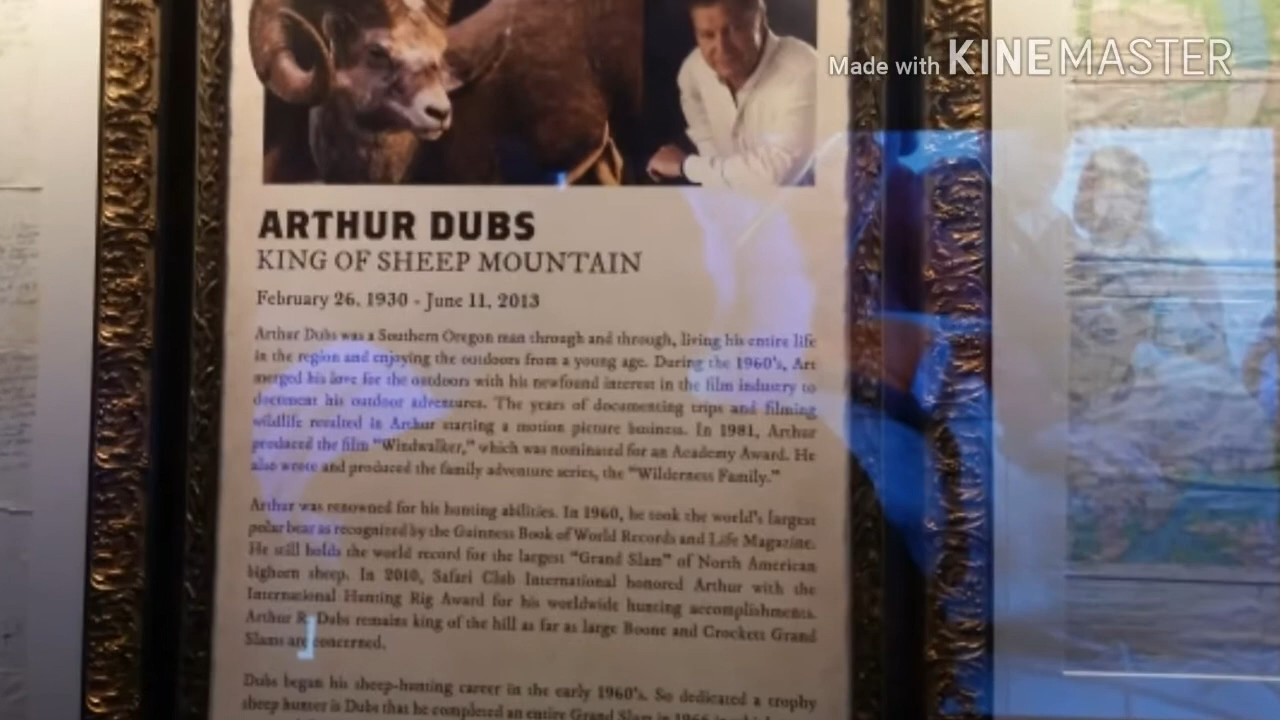 Made with KINEMASTER
ARTHUR DUBS
KING OF SHEEP MOUNTAIN
February 26, 1930 - June 11, 2013
Arthur Dubs was a Southern Oregon man through and through, living his entire life
in the region and enjoying the outdoors from a young age. During the 1960's, Art
merged his love for the outdoors with his newfound interest in the film industry to
document his outdoor adventures. The years of documenting trips and filming
wildlife resulted in Arthur starting a motion picture business. In 1981, Arthur
produced the film "Windwalker," which was nominated for an Academy Award. He
also wrote and produced the family adventure series, the "Wilderness Family."
Arthur was renowned for his hunting abilities. In 1960, he took the world's largest
polar bear as recognized by the Guinness Book of World Records and Life Magazine.
He still holds the world record for the largest "Grand Slam" of North American
bighorn sheep. In 2010, Safari Club International honored Arthur with the
International Hunting Rig Award for his worldwide hunting accomplishments.
Arthur R. Dubs remains king of the hill as far as large Boone and Crockett Grand
Slams are concerned.
Dubs began his sheep-hunting career in the early 1960's. So dedicated a trophy
sheep hunter is Dubs that he completed an entire Grand Slam in 1966